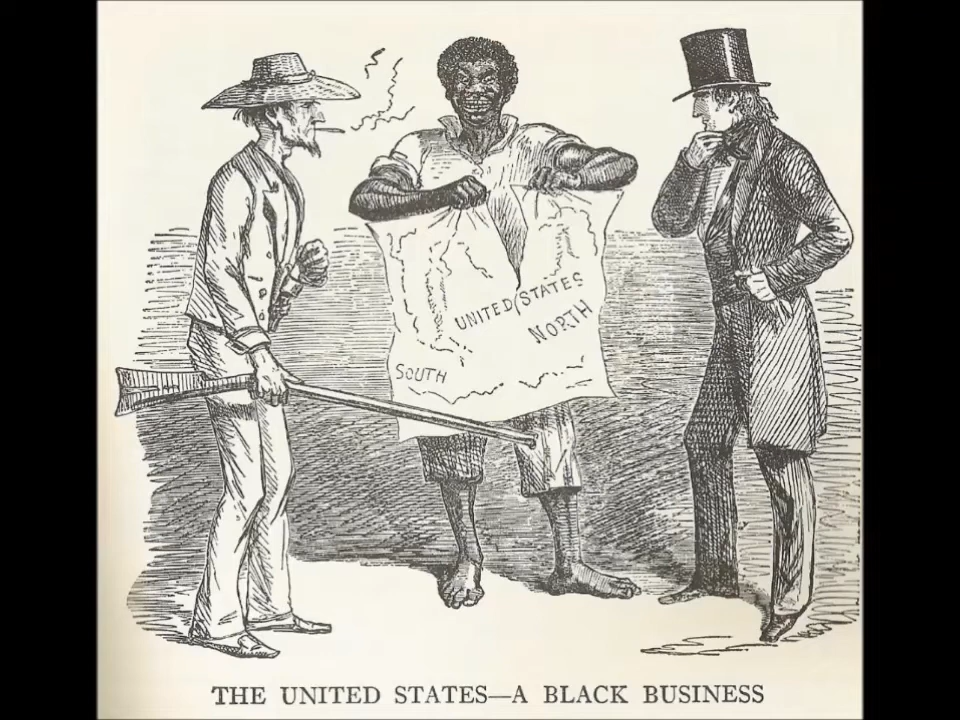 UNITED STATES
NORTH
SOUTH
THE UNITED STATES—A BLACK BUSINESS